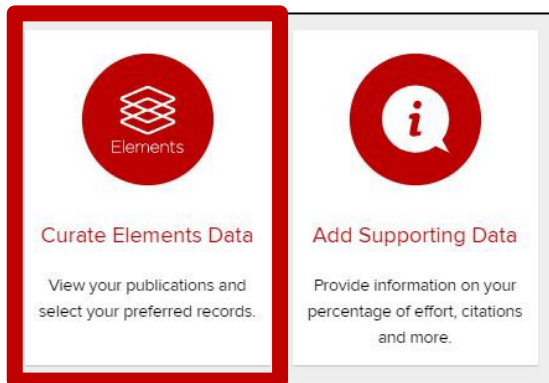 Elements
Curate Elements Data
View your publications and
select your preferred records.
i
Add Supporting Data
Provide information on your
percentage of effort, citations
and more.